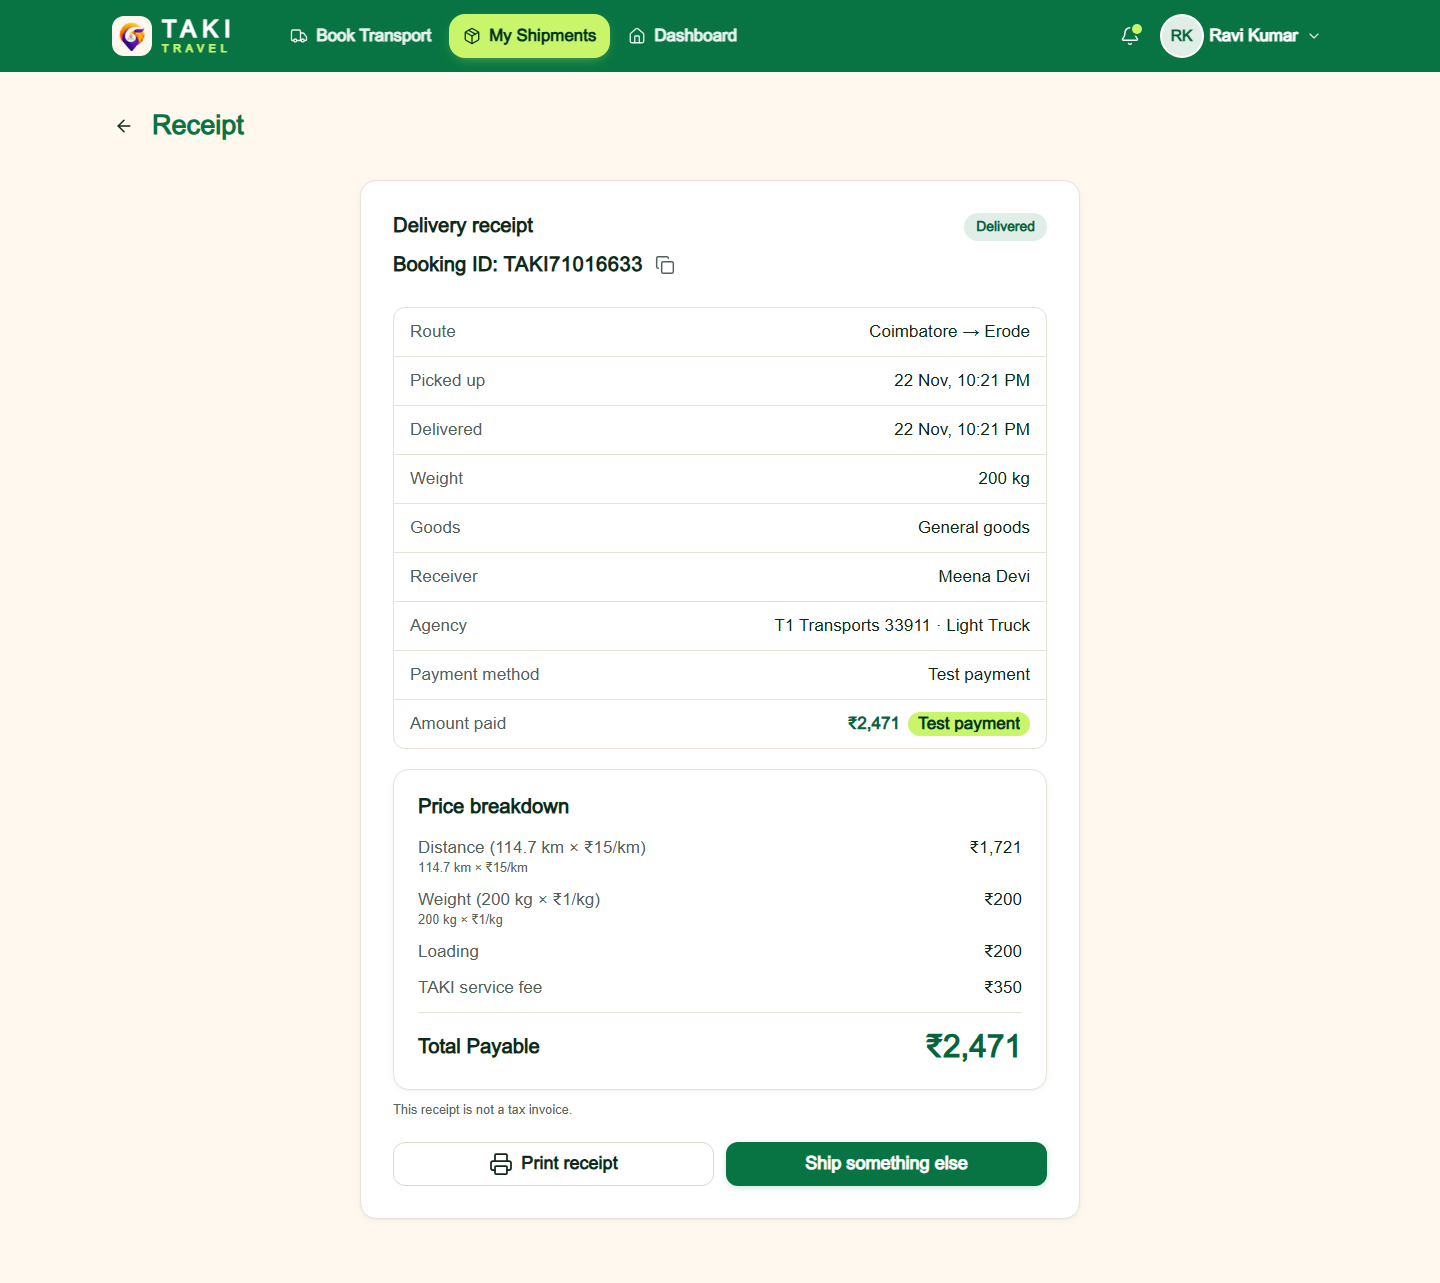 TAKI
TRAVEL
Book Transport
My Shipments
Dashboard
RK
Ravi Kumar
Receipt
Delivery receipt
Delivered
Booking ID: TAKI71016633
Route Coimbatore → Erode
Picked up 22 Nov, 10:21 PM
Delivered 22 Nov, 10:21 PM
Weight 200 kg
Goods General goods
Receiver Meena Devi
Agency T1 Transports 33911 · Light Truck
Payment method Test payment
Amount paid ₹2,471 Test payment
Price breakdown
Distance (114.7 km × ₹15/km) ₹1,721
114.7 km × ₹15/km
Weight (200 kg × ₹1/kg) ₹200
200 kg × ₹1/kg
Loading ₹200
TAKI service fee ₹350
Total Payable ₹2,471
This receipt is not a tax invoice.
Print receipt
Ship something else